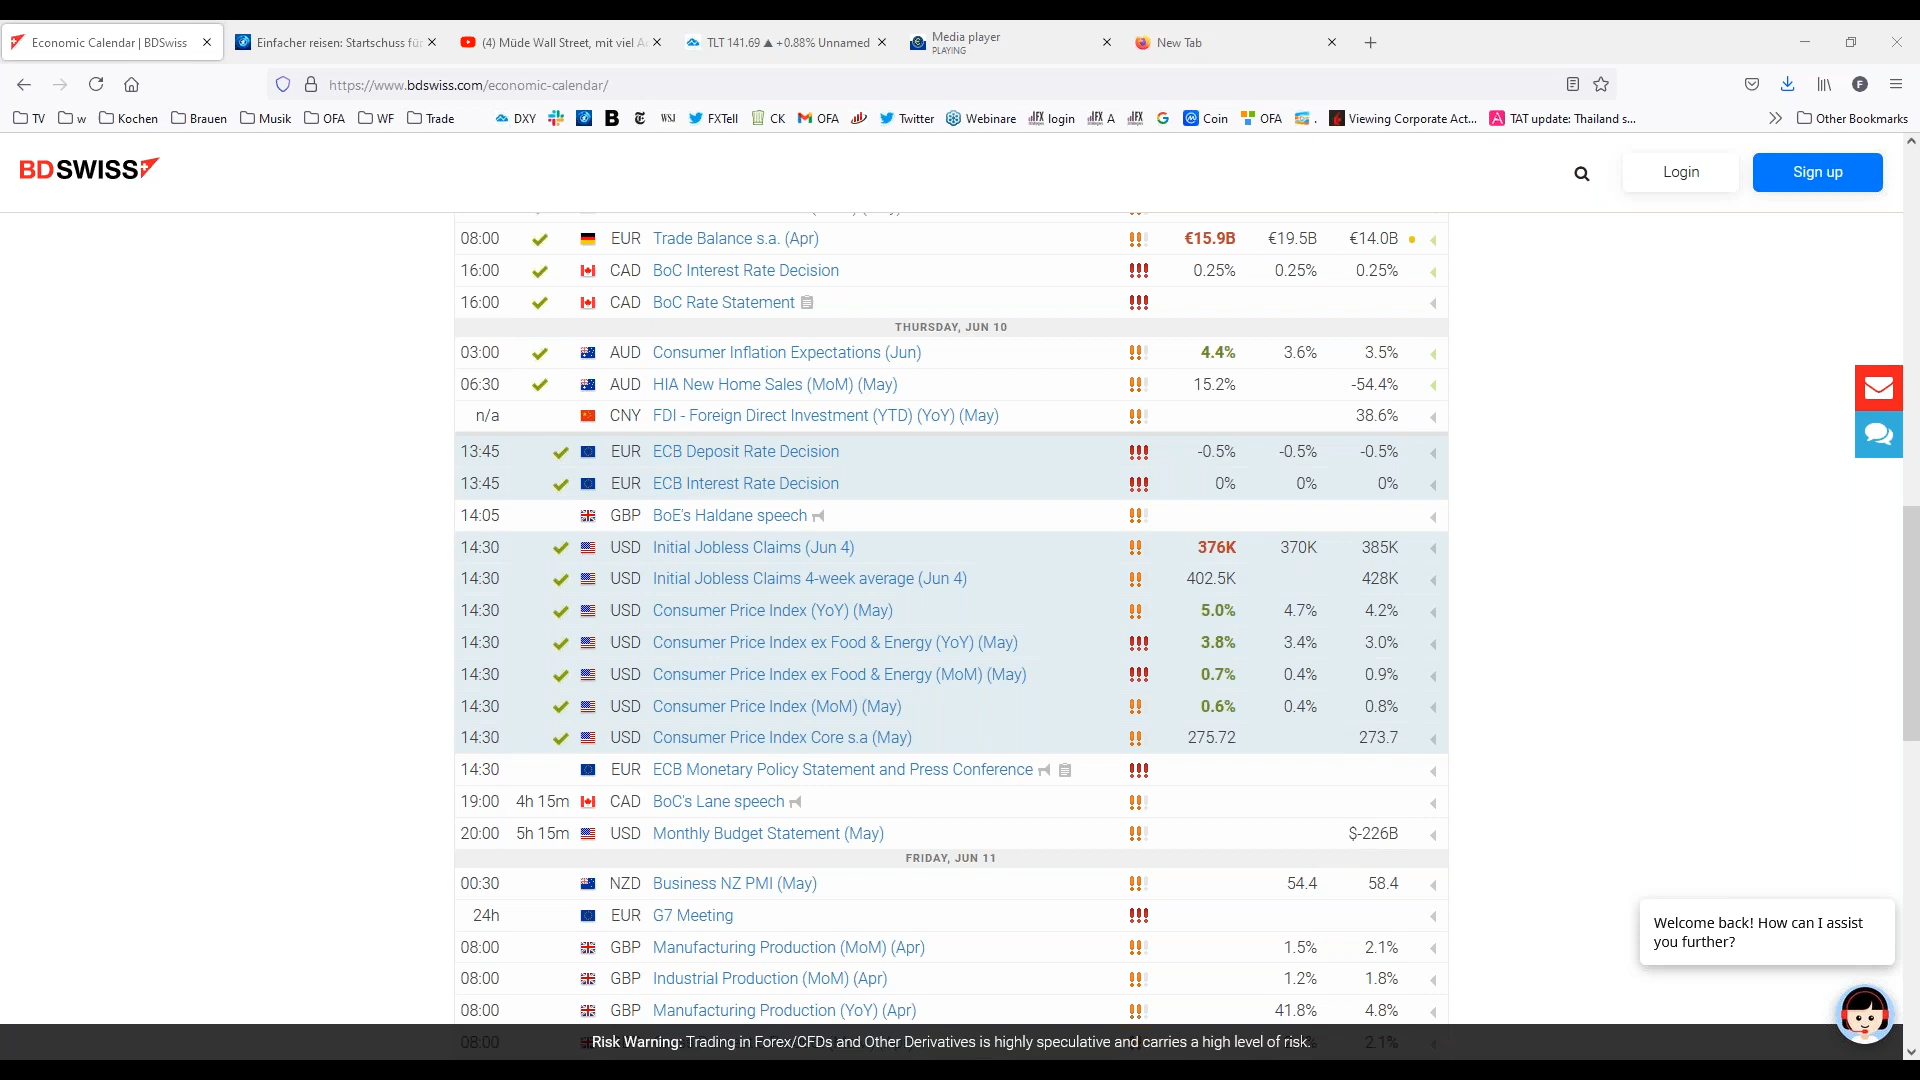 Economic Calendar | BDSwiss
Einfacher reisen: Startschuss für
(4) Müde Wall Street, mit viel A
TLT 141.69 ▲ +0.88% Unnamed
Media player
PLAYING
New Tab
https://www.bdswiss.com/economic-calendar/
TV w Kochen Brauen Musik OFA WF Trade DXY B WSJ FXTell CK OFA Twitter Webinare JFX login JFX A JFX G Coin OFA . Viewing Corporate Act... TAT update: Thailand s... Other Bookmarks
BDSWISS
Login
Sign up
08:00 EUR Trade Balance s.a. (Apr) €15.9B €19.5B €14.0B
16:00 CAD BoC Interest Rate Decision 0.25% 0.25% 0.25%
16:00 CAD BoC Rate Statement
THURSDAY, JUN 10
03:00 AUD Consumer Inflation Expectations (Jun) 4.4% 3.6% 3.5%
06:30 AUD HIA New Home Sales (MoM) (May) 15.2% -54.4%
n/a CNY FDI - Foreign Direct Investment (YTD) (YoY) (May) 38.6%
13:45 EUR ECB Deposit Rate Decision -0.5% -0.5% -0.5%
13:45 EUR ECB Interest Rate Decision 0% 0% 0%
14:05 GBP BoE's Haldane speech
14:30 USD Initial Jobless Claims (Jun 4) 376K 370K 385K
14:30 USD Initial Jobless Claims 4-week average (Jun 4) 402.5K 428K
14:30 USD Consumer Price Index (YoY) (May) 5.0% 4.7% 4.2%
14:30 USD Consumer Price Index ex Food & Energy (YoY) (May) 3.8% 3.4% 3.0%
14:30 USD Consumer Price Index ex Food & Energy (MoM) (May) 0.7% 0.4% 0.9%
14:30 USD Consumer Price Index (MoM) (May) 0.6% 0.4% 0.8%
14:30 USD Consumer Price Index Core s.a (May) 275.72 273.7
14:30 EUR ECB Monetary Policy Statement and Press Conference
19:00 4h 15m CAD BoC's Lane speech
20:00 5h 15m USD Monthly Budget Statement (May) $-226B
FRIDAY, JUN 11
00:30 NZD Business NZ PMI (May) 54.4 58.4
24h EUR G7 Meeting
08:00 GBP Manufacturing Production (MoM) (Apr) 1.5% 2.1%
08:00 GBP Industrial Production (MoM) (Apr) 1.2% 1.8%
08:00 GBP Manufacturing Production (YoY) (Apr) 41.8% 4.8%
08:00 2.1%
Welcome back! How can I assist
you further?
Risk Warning: Trading in Forex/CFDs and Other Derivatives is highly speculative and carries a high level of risk.